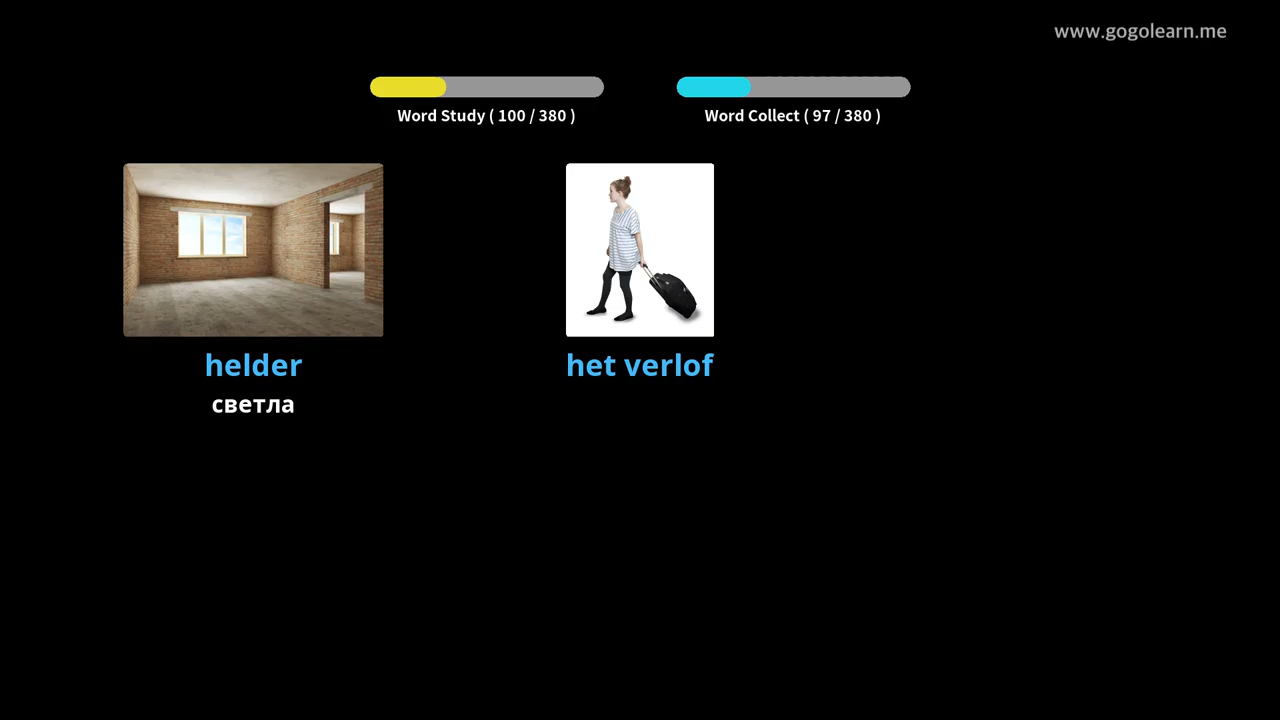 www.gogolearn.me
Word Study ( 100 / 380 )
Word Collect ( 97 / 380 )
helder
светла
het verlof